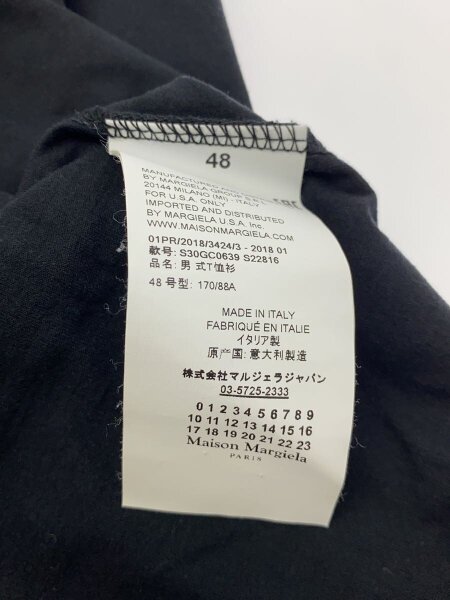 48
MANUFACTURED
BY MARGIELA GROUP
20144 MILANO (MI) - ITALY
FOR U.S.A. ONLY
IMPORTED AND DISTRIBUTED
BY MARGIELA U.S.A. Inc.
WWW.MAISONMARGIELA.COM
01PR/2018/3424/3 - 2018 01
款号: S30GC0639 S22816
品名: 男 式T恤衫
48 号型: 170/88A
MADE IN ITALY
FABRIQUÉ EN ITALIE
イタリア製
原产国: 意大利製造
株式会社マルジェラジャパン
03-5725-2333
0 1 2 3 4 5 6 7 8 9
10 11 12 13 14 15 16
17 18 19 20 21 22 23
Maison Margiela
PARIS